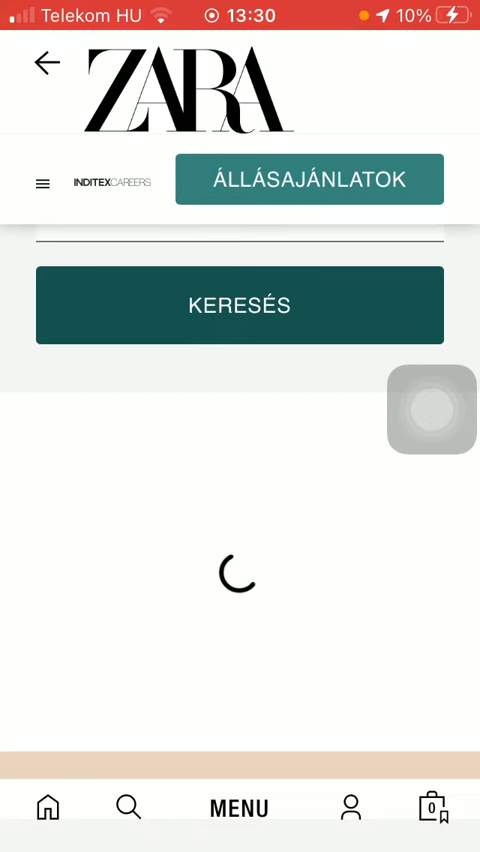 Telekom HU 13:30 10%
ZARA
INDITEXCAREERS
ÁLLÁSAJÁNLATOK
KERESÉS
MENU
0